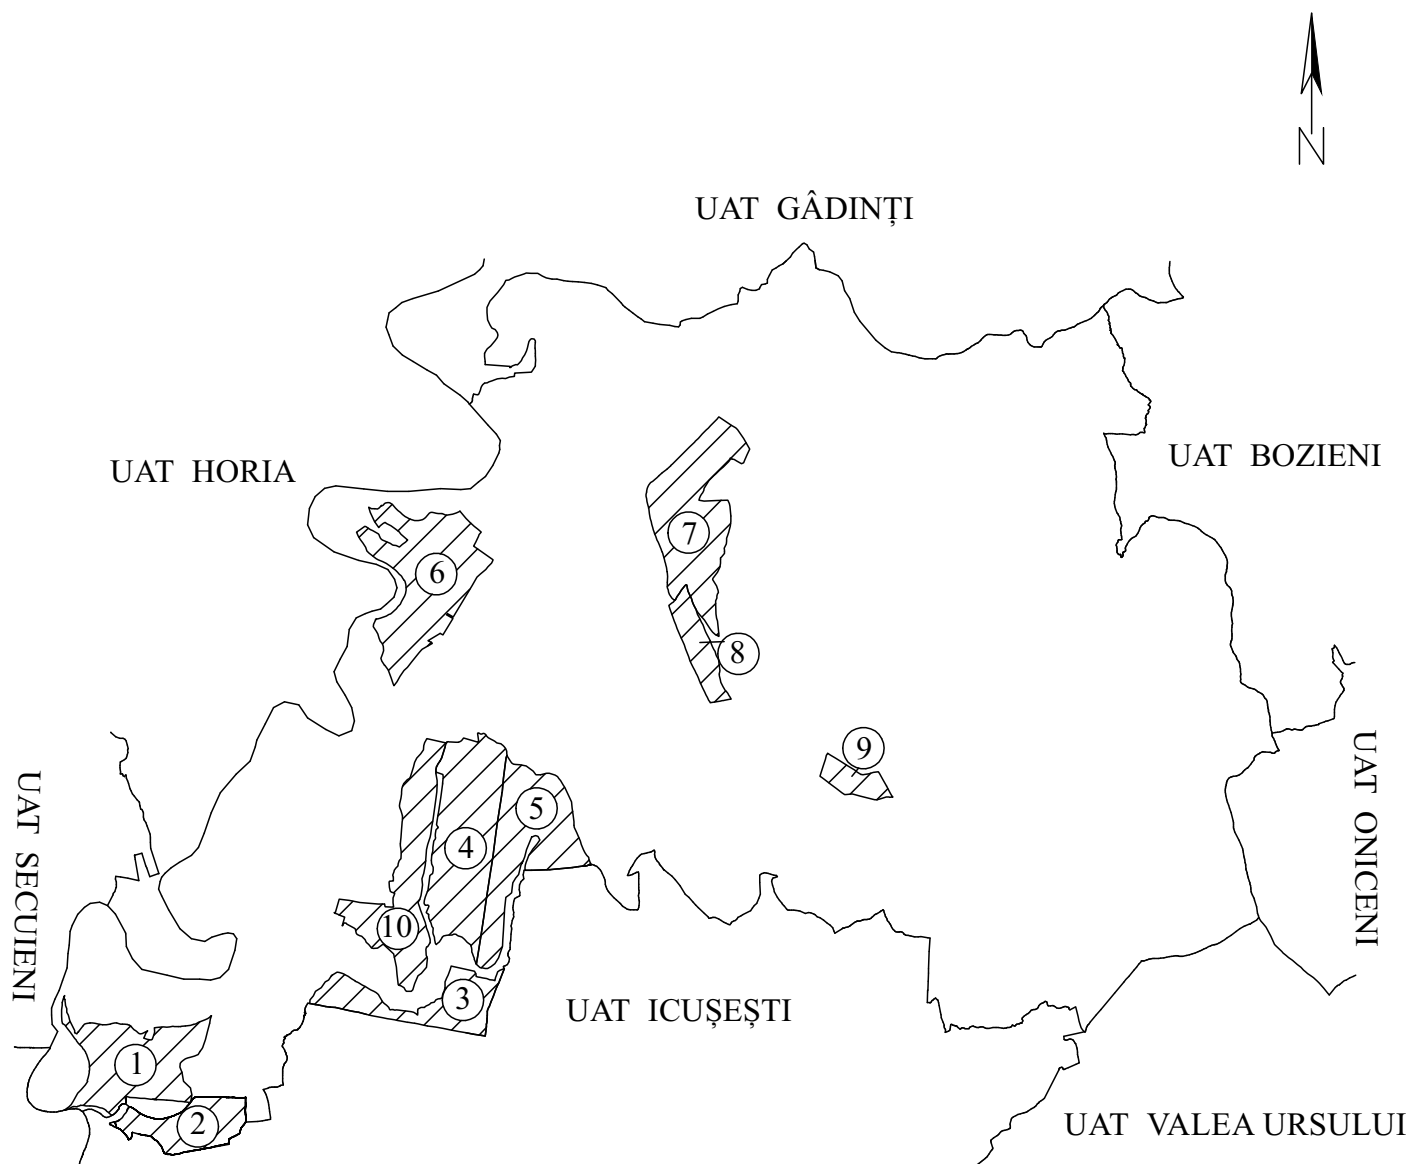 N
UAT GÂDINȚI
UAT HORIA
UAT BOZIENI
7
6
8
9
UAT ONICENI
UAT SECUIENI
5
4
10
3
UAT ICUȘEȘTI
1
2
UAT VALEA URSULUI